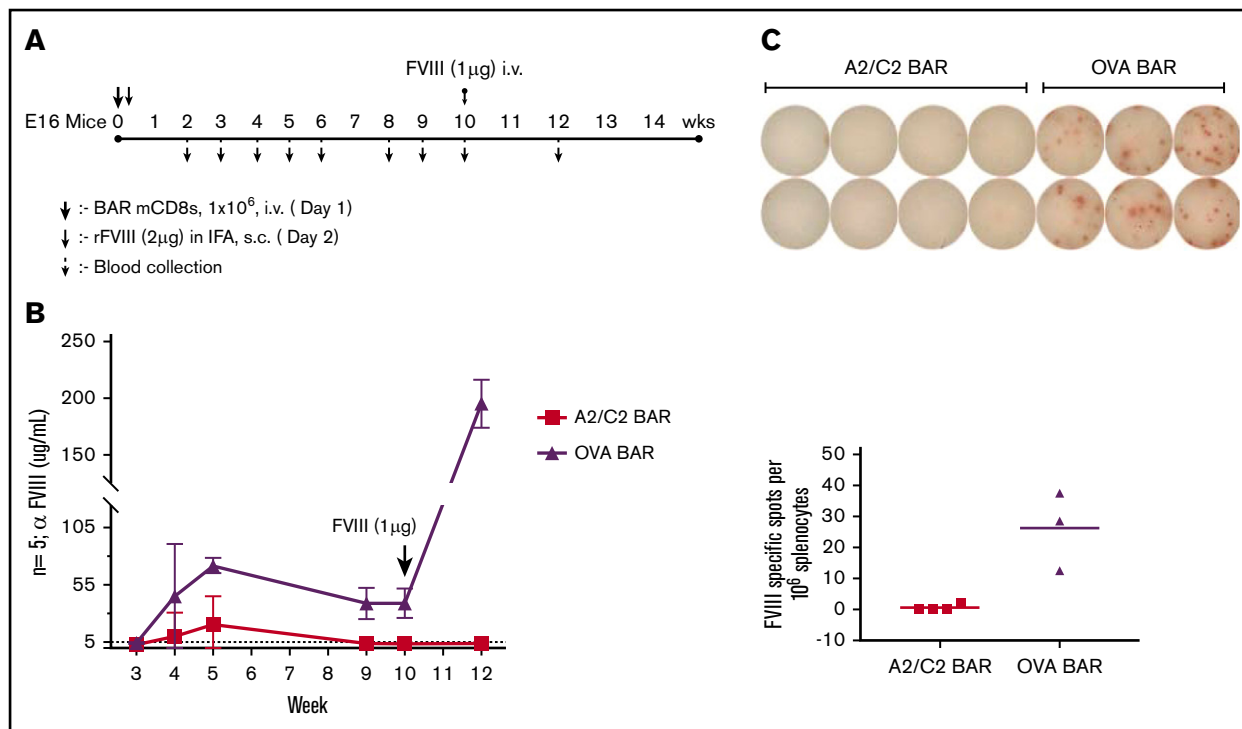 A
FVIII (1µg) i.v.
E16 Mice 0 1 2 3 4 5 6 7 8 9 10 11 12 13 14 wks
:- BAR mCD8s, 1x10⁶, i.v. ( Day 1)
:- rFVIII (2µg) in IFA, s.c. ( Day 2)
:- Blood collection
B
250
200
150
105
55
5
n= 5; α FVIII (ug/mL)
FVIII (1µg)
3 4 5 6 7 8 9 10 11 12
Week
A2/C2 BAR
OVA BAR
C
A2/C2 BAR OVA BAR
50
40
30
20
10
0
-10
FVIII specific spots per
10⁶ splenocytes
A2/C2 BAR OVA BAR